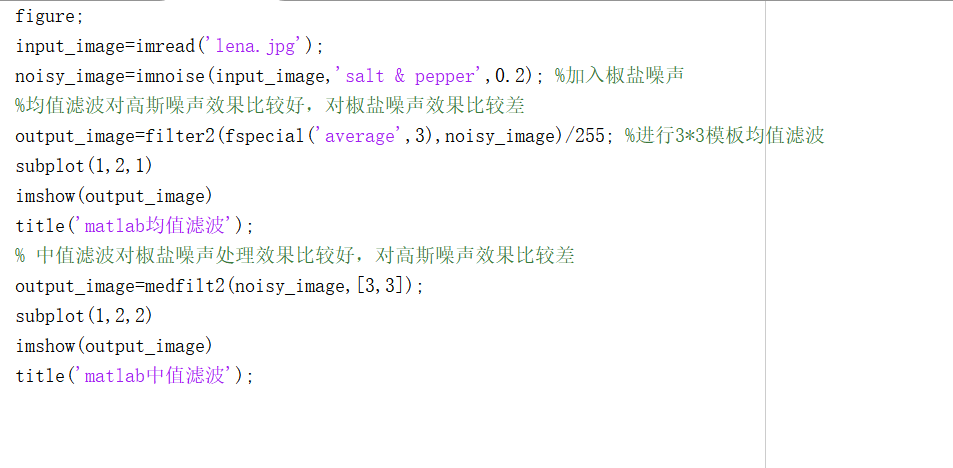 figure;
input_image=imread('lena.jpg');
noisy_image=imnoise(input_image,'salt & pepper',0.2); %加入椒盐噪声
%均值滤波对高斯噪声效果比较好，对椒盐噪声效果比较差
output_image=filter2(fspecial('average',3),noisy_image)/255; %进行3*3模板均值滤波
subplot(1,2,1)
imshow(output_image)
title('matlab均值滤波');
% 中值滤波对椒盐噪声处理效果比较好，对高斯噪声效果比较差
output_image=medfilt2(noisy_image,[3,3]);
subplot(1,2,2)
imshow(output_image)
title('matlab中值滤波');